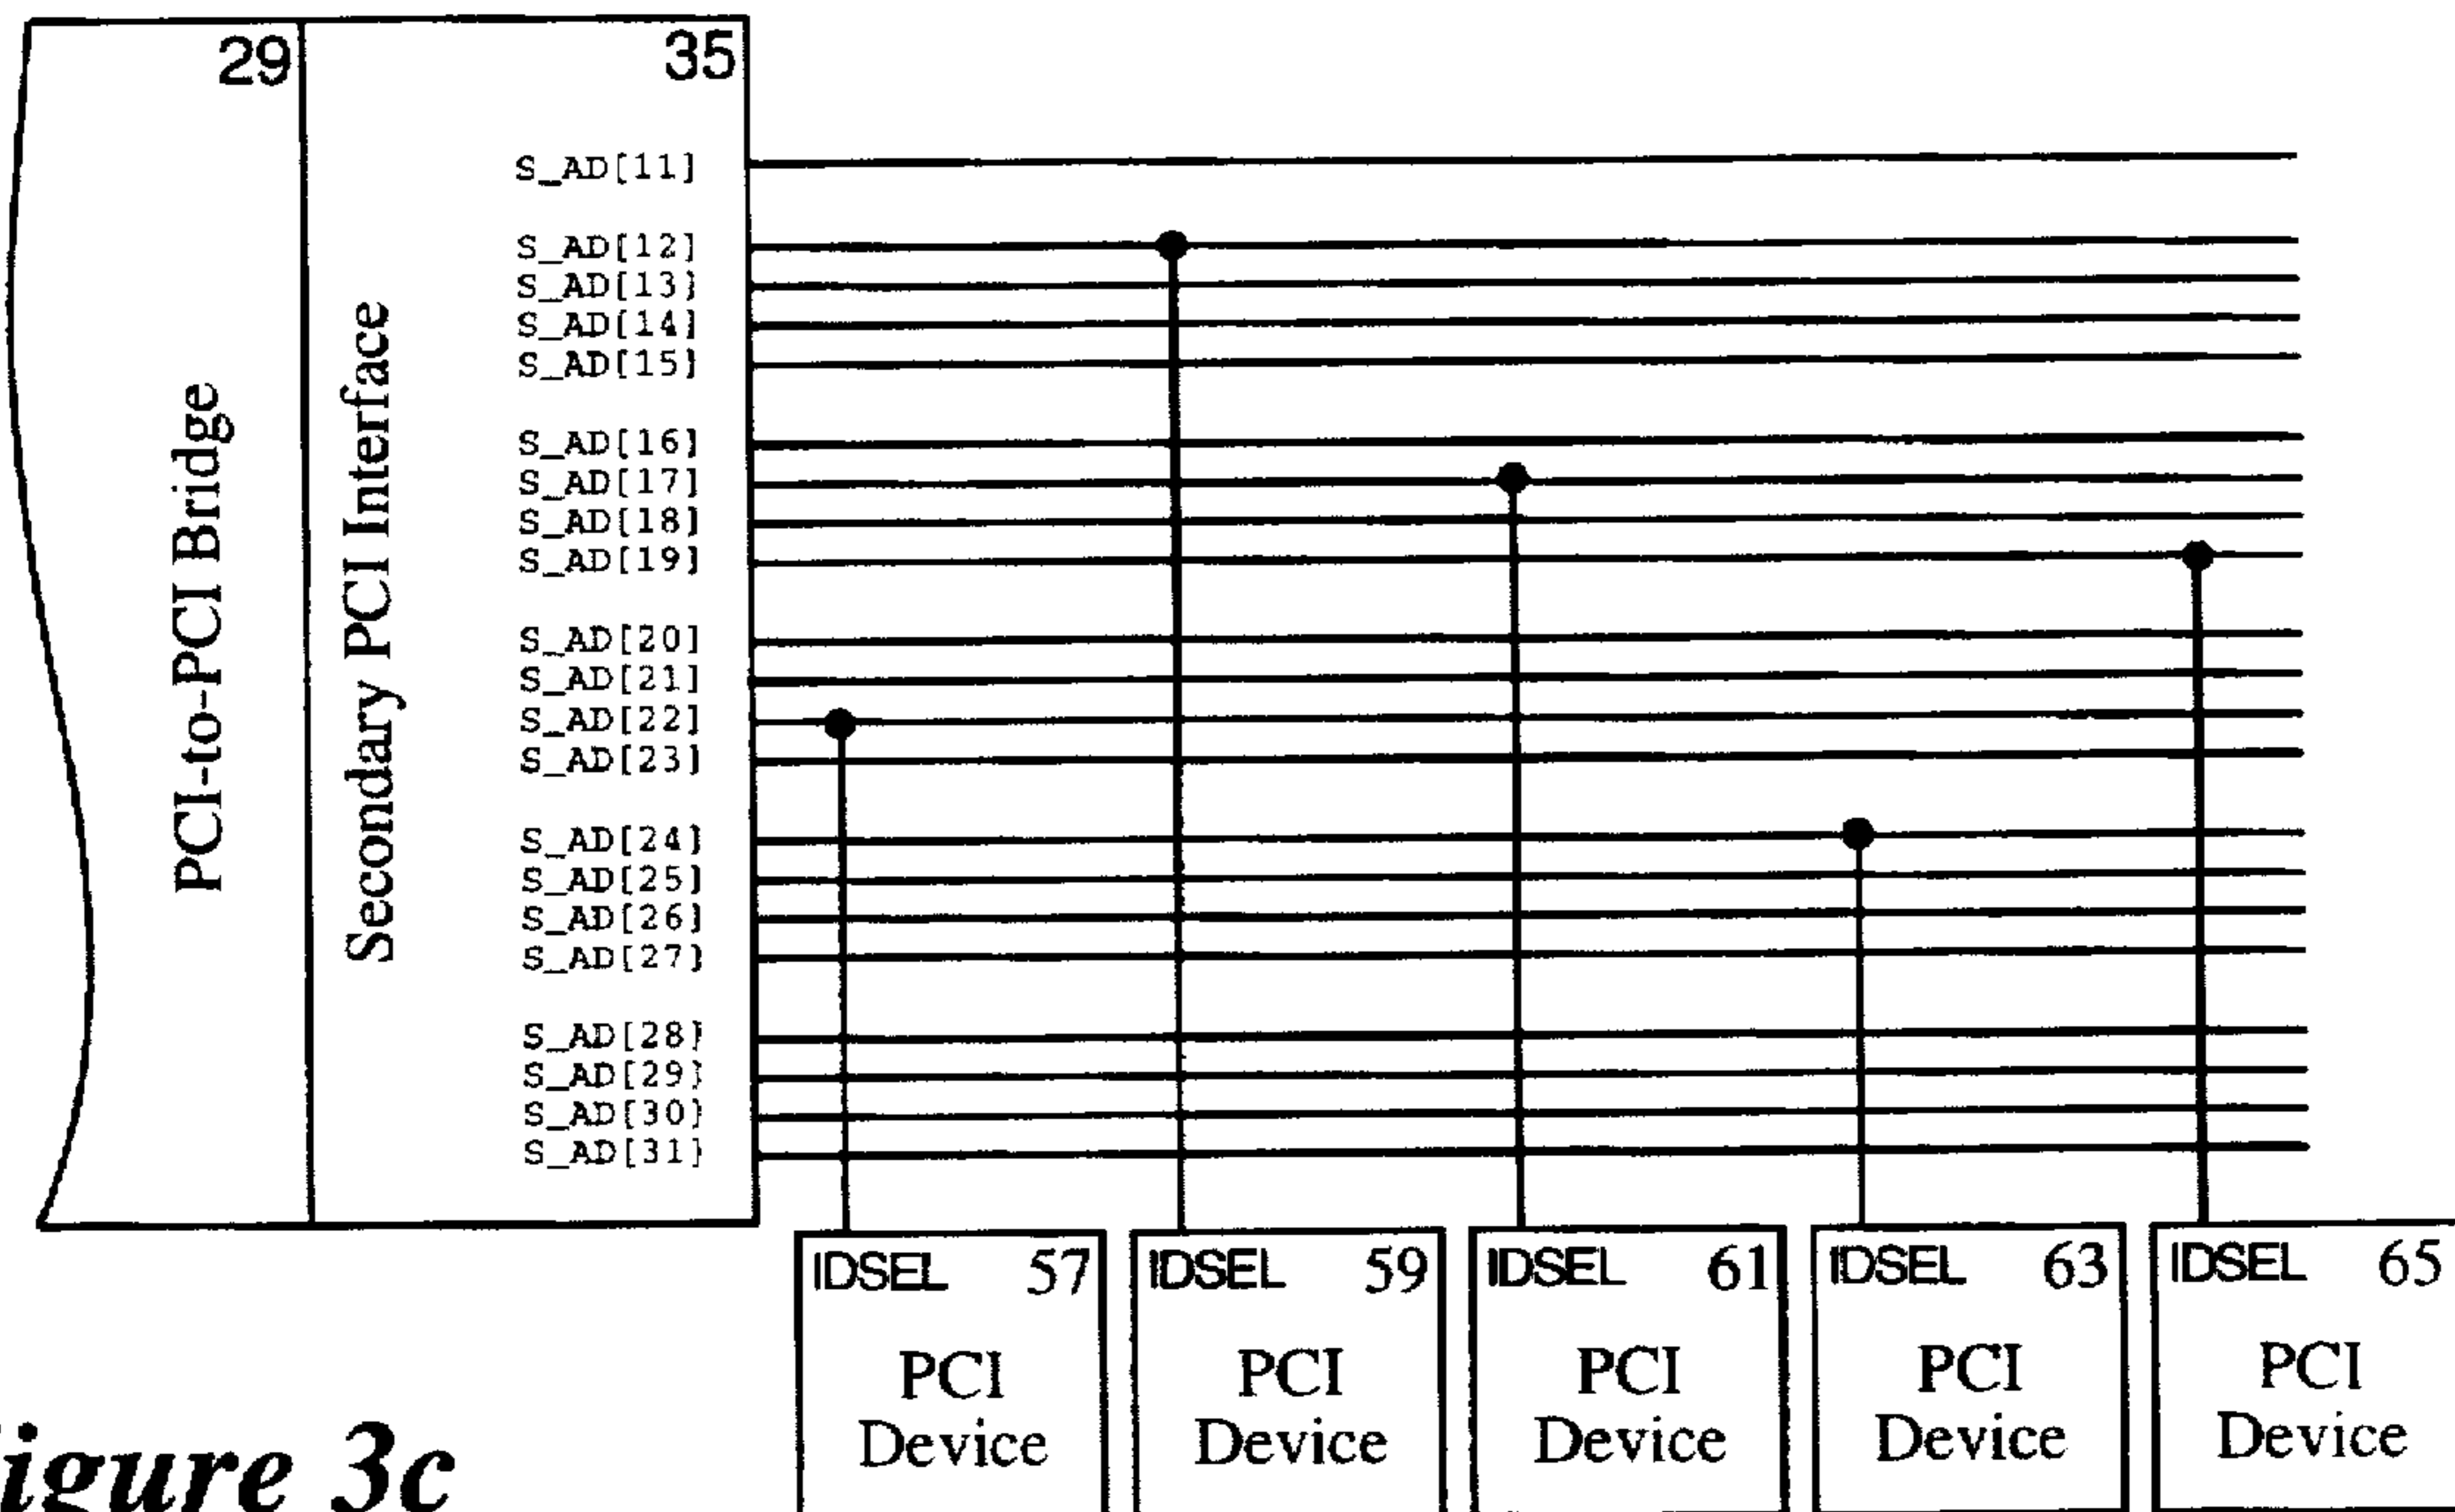 29
35
PCI-to-PCI Bridge
Secondary PCI Interface
S_AD[11]
S_AD[12]
S_AD[13]
S_AD[14]
S_AD[15]
S_AD[16]
S_AD[17]
S_AD[18]
S_AD[19]
S_AD[20]
S_AD[21]
S_AD[22]
S_AD[23]
S_AD[24]
S_AD[25]
S_AD[26]
S_AD[27]
S_AD[28]
S_AD[29]
S_AD[30]
S_AD[31]
IDSEL 57
PCI
Device
IDSEL 59
PCI
Device
IDSEL 61
PCI
Device
IDSEL 63
PCI
Device
IDSEL 65
PCI
Device
igure 3c